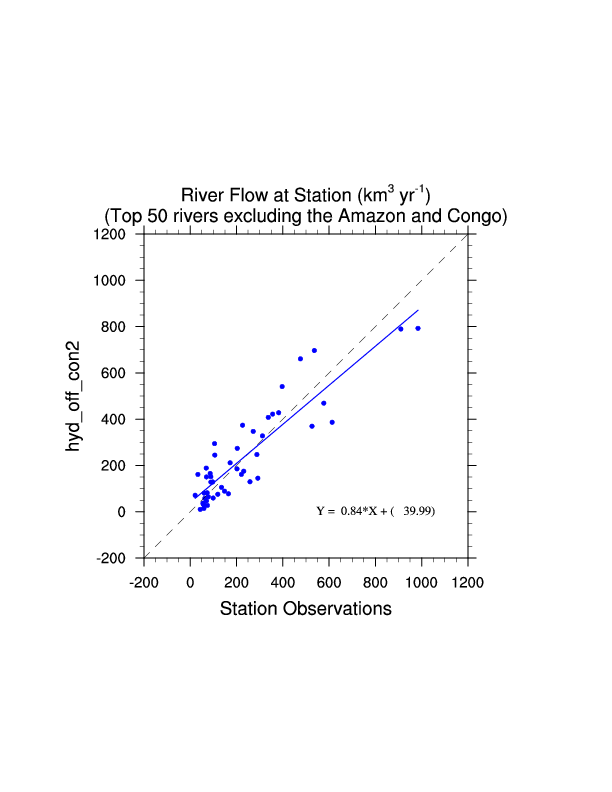 River Flow at Station (km³ yr⁻¹)
(Top 50 rivers excluding the Amazon and Congo)
1200
1000
800
600
400
200
0
-200
hyd_off_con2
Y = 0.84*X + ( 39.99)
-200 0 200 400 600 800 1000 1200
Station Observations